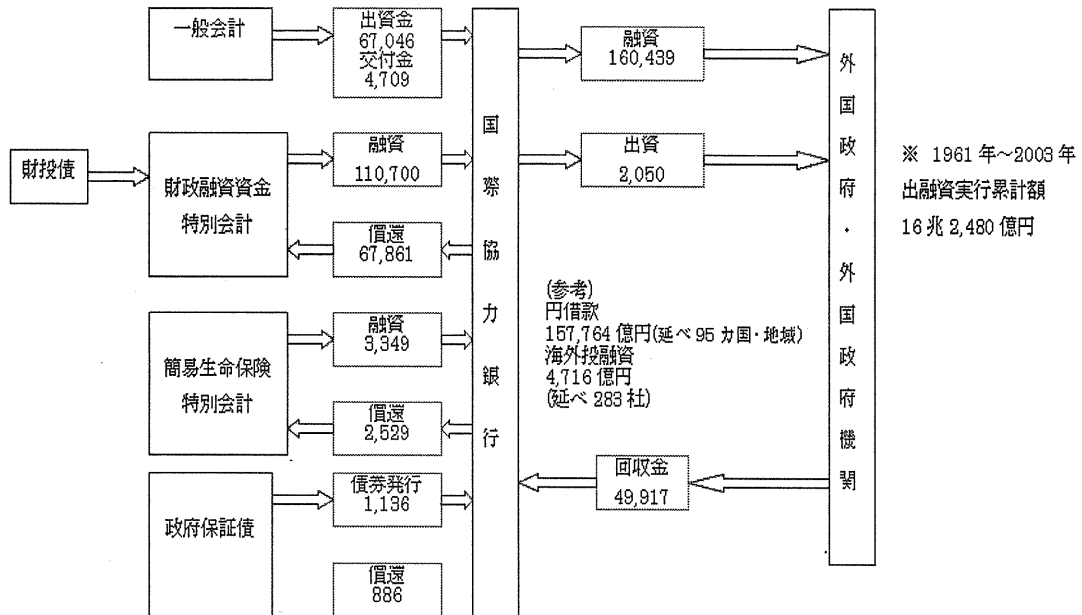 一般会計
出資金
67,046
交付金
4,709
融資
160,439
財投債
財政融資資金
特別会計
融資
110,700
償還
67,861
出資
2,050
簡易生命保険
特別会計
融資
3,349
償還
2,529
政府保証債
債券発行
1,136
償還
886
国際協力銀行
(参考)
円借款
157,764 億円(延べ 95 カ国・地域)
海外投融資
4,716 億円
(延べ 283 社)
回収金
49,917
外国政府・外国政府機関
※ 1961 年～2003 年
出融資実行累計額
16 兆 2,480 億円